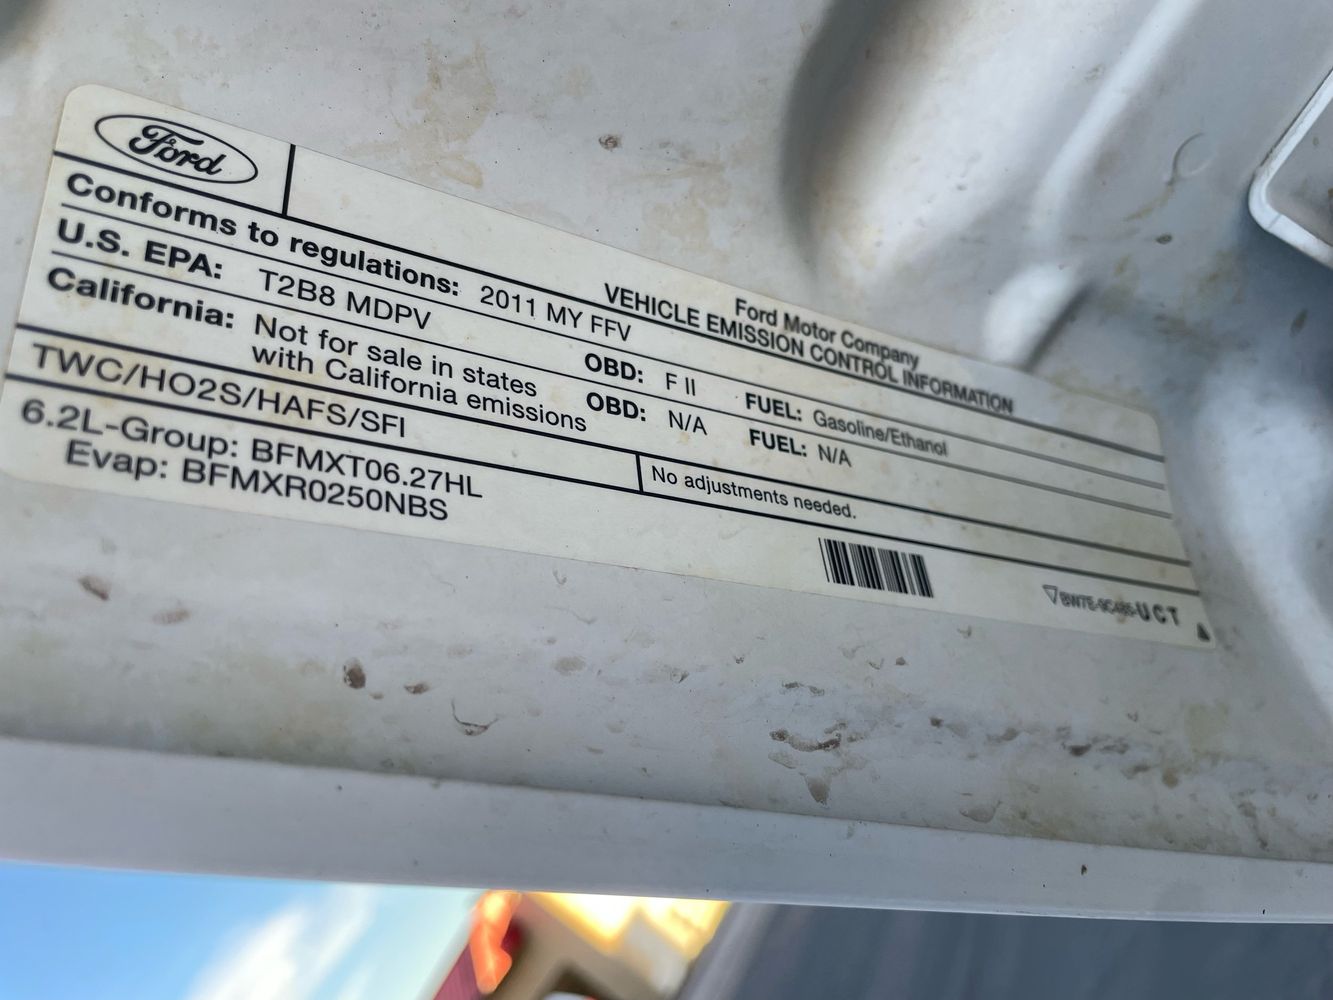 Ford
Ford Motor Company
VEHICLE EMISSION CONTROL INFORMATION
Conforms to regulations: 2011 MY FFV
U.S. EPA: T2B8 MDPV OBD: F II FUEL: Gasoline/Ethanol
California: Not for sale in states OBD: N/A FUEL: N/A
with California emissions
TWC/HO2S/HAFS/SFI No adjustments needed.
6.2L-Group: BFMXT06.27HL
Evap: BFMXR0250NBS
UCT